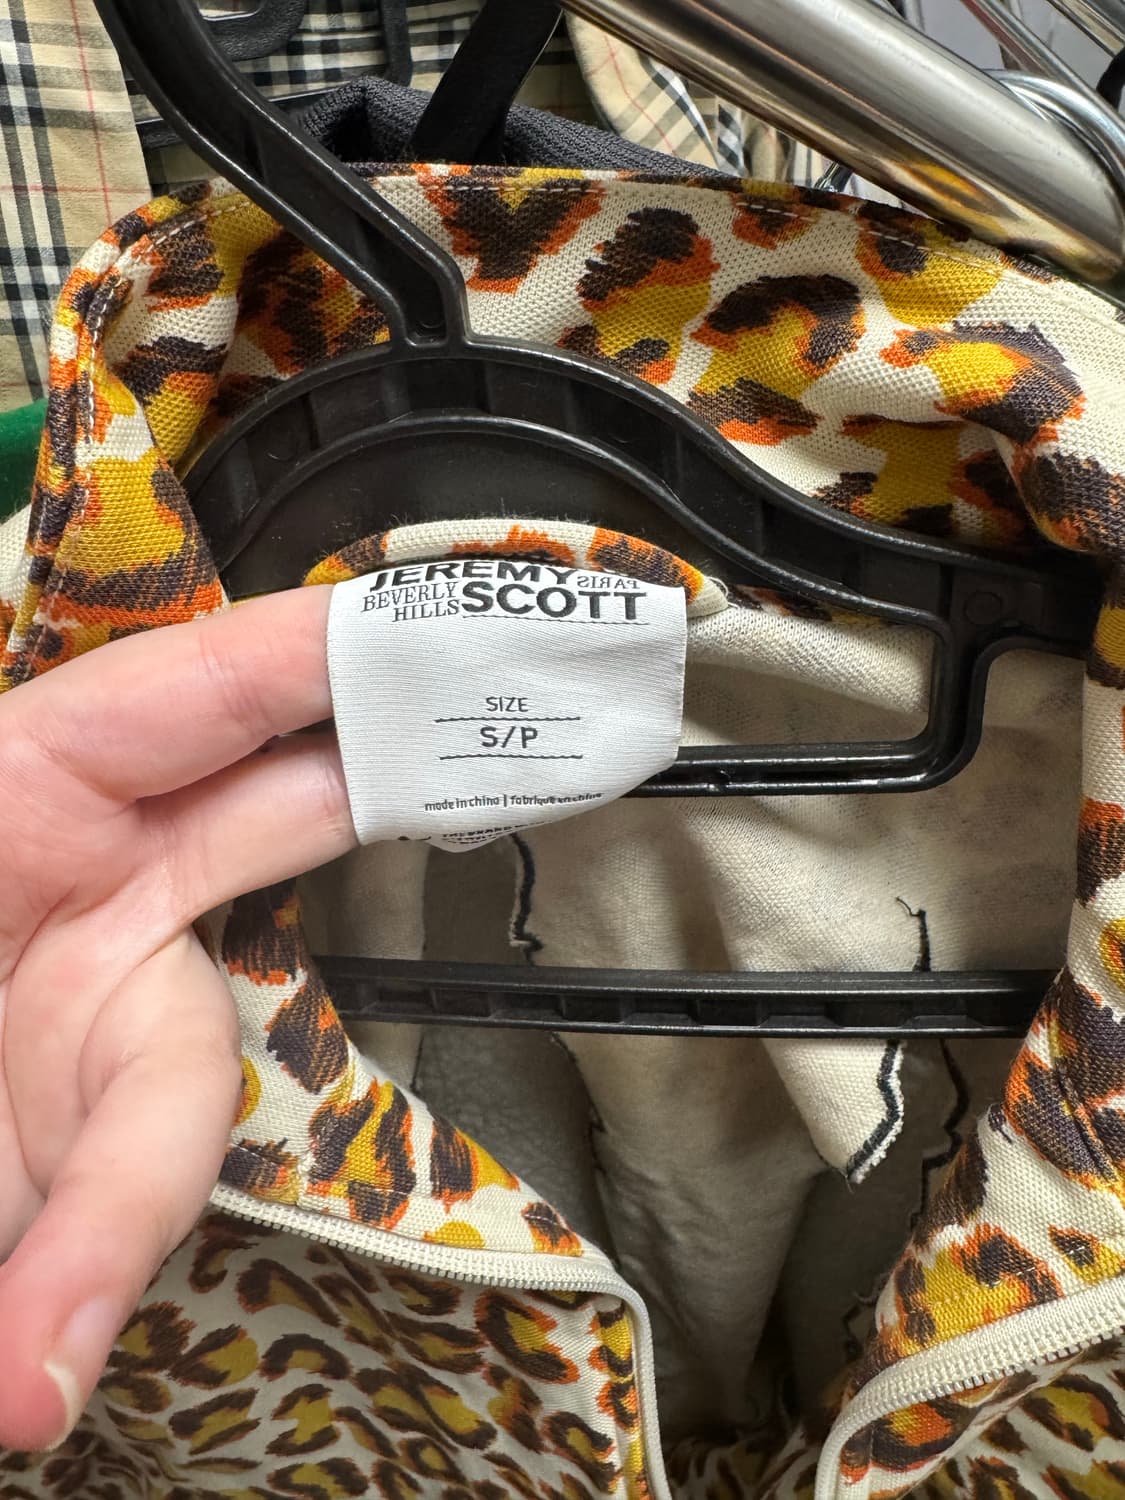 JEREMY PARIS
BEVERLY HILLS SCOTT
SIZE
S/P
made in china | fabriqué en chine